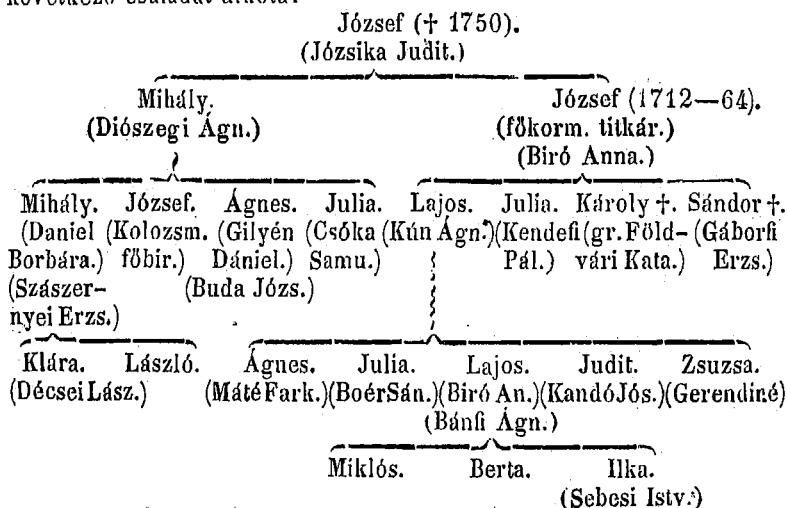 következő családat alkotá:
József († 1750).
(Józsika Judit.)
Mihály. József (1712—64).
(Diószegi Ágn.) (főkorm. titkár.)
(Biró Anna.)
Mihály. József. Ágnes. Julia. Lajos. Julia. Károly †. Sándor †.
(Daniel (Kolozsm. (Gilyén (Csóka (Kún Ágn.)(Kendefi(gr. Föld- (Gáborfi
Borbára.) főbir.) Dániel.) Samu.) Pál.) vári Kata.) Erzs.)
(Szászer- (Buda Józs.)
nyei Erzs.)
Klára. László. Ágnes. Julia. Lajos. Judit. Zsuzsa.
(Décsei Lász.) (Máté Fark.)(Boér Sán.)(Biró An.)(Kandó Jós.)(Gerendiné)
(Bánfi Ágn.)
Miklós. Berta. Ilka.
(Sebesi Istv.)